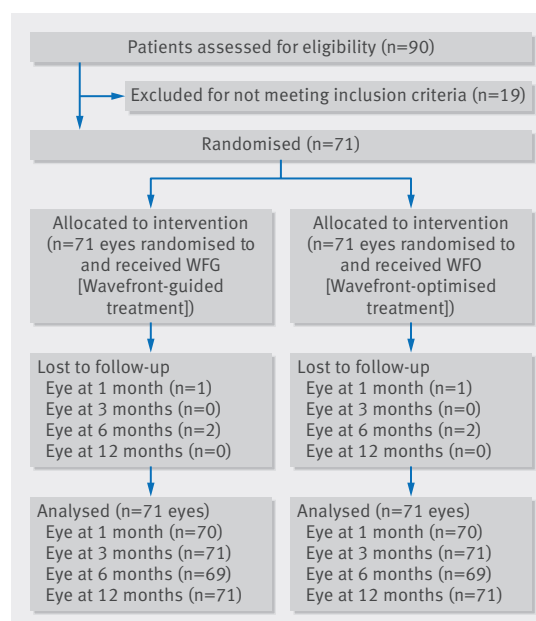 Patients assessed for eligibility (n=90)
Excluded for not meeting inclusion criteria (n=19)
Randomised (n=71)
Allocated to intervention
(n=71 eyes randomised to
and received WFG
[Wavefront-guided
treatment])
Allocated to intervention
(n=71 eyes randomised to
and received WFO
[Wavefront-optimised
treatment])
Lost to follow-up
Eye at 1 month (n=1)
Eye at 3 months (n=0)
Eye at 6 months (n=2)
Eye at 12 months (n=0)
Lost to follow-up
Eye at 1 month (n=1)
Eye at 3 months (n=0)
Eye at 6 months (n=2)
Eye at 12 months (n=0)
Analysed (n=71 eyes)
Eye at 1 month (n=70)
Eye at 3 months (n=71)
Eye at 6 months (n=69)
Eye at 12 months (n=71)
Analysed (n=71 eyes)
Eye at 1 month (n=70)
Eye at 3 months (n=71)
Eye at 6 months (n=69)
Eye at 12 months (n=71)